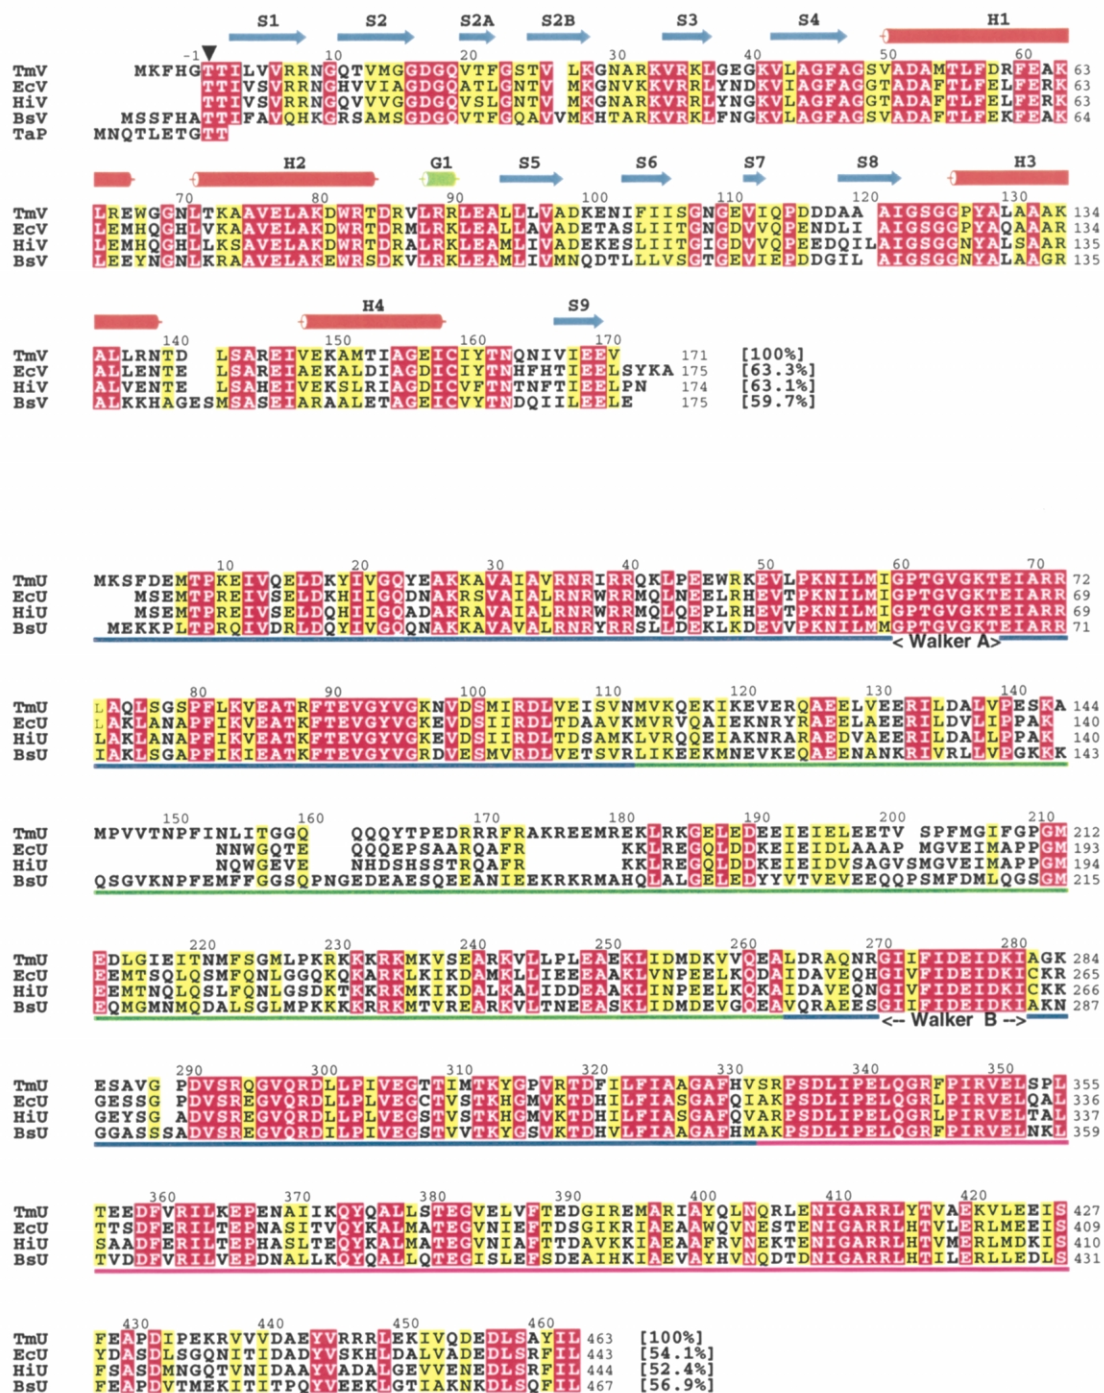 S1 S2 S2A S2B S3 S4 H1
-1 10 20 30 40 50 60
TmV MKFHGTTILVVRRNGQTVMGGDGQVTFGSTV LKGNARKVRKLGEGKVLAGFAGSVADAMTLFDRFEAK 63
EcV TTIVSVRRNGHVVIAGDGQATLGNTV MKGNVKKVRRLYNDKVIAGFAGGTADAFTLFELFERK 63
HiV TTIVSVRRNGQVVVGGDGQVSLGNTV MKGNARKVRRLYNGKVLAGFAGGTADAFTLFELFERK 63
BsV MSSFHATTIFAVQHKGRSAMSGDGQVTFGQAVVMKHTARKVRKLFNGKVLAGFAGSVADAFTLFEKFEAK 64
TaP MNQTLETGTT
H2 G1 S5 S6 S7 S8 H3
70 80 90 100 110 120 130
TmV LREWGGNLTKAAVELAKDWRTDRVLRRLEALLLVADKENIFIISGNGEVIQPDDDAA AIGSGGPYALAAAK 134
EcV LEMHQGHLVKAAVELAKDWRTDRMLRKLEALLAVADETASLIITGNGDVVQPENDLI AIGSGGPYAQAAAR 134
HiV LEMHQGHLLKSAVELAKDWRTDRALRKLEAMLIVADEKESLIITGIGDVVQPEEDQILAIGSGGNYALSAAR 135
BsV LEEYNGNLKRAAVELAKEWRSDKVLRKLEAMLIVMNQDTLLLVSGTGEVIEPDDGIL AIGSGGNYALAAGR 135
H4 S9
140 150 160 170
TmV ALLRNTD LSAREIVEKAMTIAGEICIYTNQNIVIEEV 171 [100%]
EcV ALLENTE LSAREIAEKALDIAGDICIYTNHFHTIEELSYKA 175 [63.3%]
HiV ALVENTE LSAHEIVEKSLRIAGDICVFTNTNFTIEELPN 174 [63.1%]
BsV ALKKHAGESMSASEIARAALETAGEICVYTNDQIILEELE 175 [59.7%]
10 20 30 40 50 60 70
TmU MKSFDEMTPKEIVQELDKYIVGQYEAKKAVAIAVRNRIRRQKLPEEWRKEVLPKNILMIGPTGVGKTEIARR 72
EcU MSEMTPREIVSELDKHIIGQDNAKRSVAIALRNRWRRMQLNEELRHEVTPKNILMIGPTGVGKTEIARR 69
HiU MSEMTPREIVSELDQHIIGQADAKRAVAIALRNRWRRMQLQEPLRHEVTPKNILMIGPTGVGKTEIARR 69
BsU MEKKPLTPRQIVDRLDQYIVGQQNAKKAVAVALRNRYRRSLLDEKLKDEVVPKNILMMGPTGVGKTEIARR 71
< Walker A>
80 90 100 110 120 130 140
TmU LAQLSGSPFLKVEATRFTEVGYVGKNVDSMIRDLVEISVNMVKQEKIKEVERQAEELVEERILDALVPESKA 144
EcU LAKLANAPFIKVEATKFTEVGYVGKEVDSIIRDLTDAAVKMVRVQAIEKNRYRAEELAEERILDVLIPPAK 140
HiU LAKLANAPFIKVEATKFTEVGYVGKEVDSIIRDLTDSAMKLVRQQEIAKNRARAEDVAEERILDALLPPAK 140
BsU IAKLSGAPFIKIEATKFTEVGYVGRDVESMVRDLVETSVRLIKEEKMNEVKEQAEENANKRIVRLLVPGKKK 143
150 160 170 180 190 200 210
TmU MPVVTNPFINLITGGQ QQQYTPEDRRRFRAKREEMREKLRKGELEDEEIEIELEETV SPFMGIFGPGM 212
EcU NNWGQTE QQQEPSAARQAFR KKLREGQLDDKEIEIDLAAAP MGVEIMAPPGM 193
HiU NQWGEVE NHDSHSSTRQAFR KKLREGQLDDKEIEIDVSAGVSMGVEIMAPPGM 194
BsU QSGVKNPFEMFFGGSQPNGEDEAESQEEANIEEKRKRMAHQLALGELEDYYVTVEVEEQQPSMFDMLQGSGM 215
220 230 240 250 260 270 280
TmU EDLGIEITNMFSGMLPKRKKKRKMKVSEARKVLLPLEAEKLIDMDKVVQEALDRAQNRGIIFIDEIDKIAGK 284
EcU EEMTSQLQSMFQNLGGQKQKARKLKIKDAMKLLIEEEAAKLVNPEELKQDAIDAVEQHGIVFIDEIDKICKR 265
HiU EEMTNQLQSLFQNLGSDKTKKRKMKIKDALKALIDDEAAKLINPEELKQKAIDAVEQNGIVFIDEIDKICKK 266
BsU EQMGMNMQDALSGLMPKKKKKRRKMTVREARKVLTNEEASKLIDMDEVGQEAVQRAEESGIIFIDEIDKIAKN 287
<-- Walker B -->
290 300 310 320 330 340 350
TmU ESAVG PDVSRQGVQRDLLPIVEGTTIMTKYGPVRTDFILFIAAGAFHVSRPSDLIPELQGRFPIRVELSPL 355
EcU GESSG PDVSREGVQRDLLPLVEGCTVSTKHGMVKTDHILFIASGAFQIAKPSDLIPELQGRLPIRVELQAL 336
HiU GEYSG ADVSREGVQRDLLPLVEGSTVSTKHGMVKTDHILFIASGAFQVARPSDLIPELQGRLPIRVELTAL 337
BsU GGASSSADVSREGVQRDILPIVEGSTVVTKYGSVKTDHVLFIAAGAFHMAKPSDLIPELQGRFPIRVELNKL 359
360 370 380 390 400 410 420
TmU TEEDFVRILKEPENAIIKQYQALLSTEGVELVFTEDGIREMARIAYQLNQRLENIGARRLYTVAEKVLEEIS 427
EcU TTSDFERILTEPNASITVQYKALMATEGVNIEFTDSGIKRIAEAAWQVNESTENIGARRLHTVLERLMEEIS 409
HiU SAADFERILTEPHASLTEQYKALMATEGVNIAFTTDAVKKIAEAAFRVNEKTENIGARRLHTVMERLMDKIS 410
BsU TVDDFVRILVEPDNALLKQYQALLQTEGISLEFSDEAIHKIAEVAYHVNQDTDNIGARRLHTILERLLEDLS 431
430 440 450 460
TmU FEAPDIPEKRVVVDAEYVRRRLEKIVQDEDLSAYIL 463 [100%]
EcU YDASDLSGQNITIDADYVSKHLDALVADEDLSRFIL 443 [54.1%]
HiU FSASDMNGQTVNIDAAYVADALGEVVENEDLSRFIL 444 [52.4%]
BsU FEAPDVTMEKITITPQYVEEKLGTIAKNKDLSQFIL 467 [56.9%]